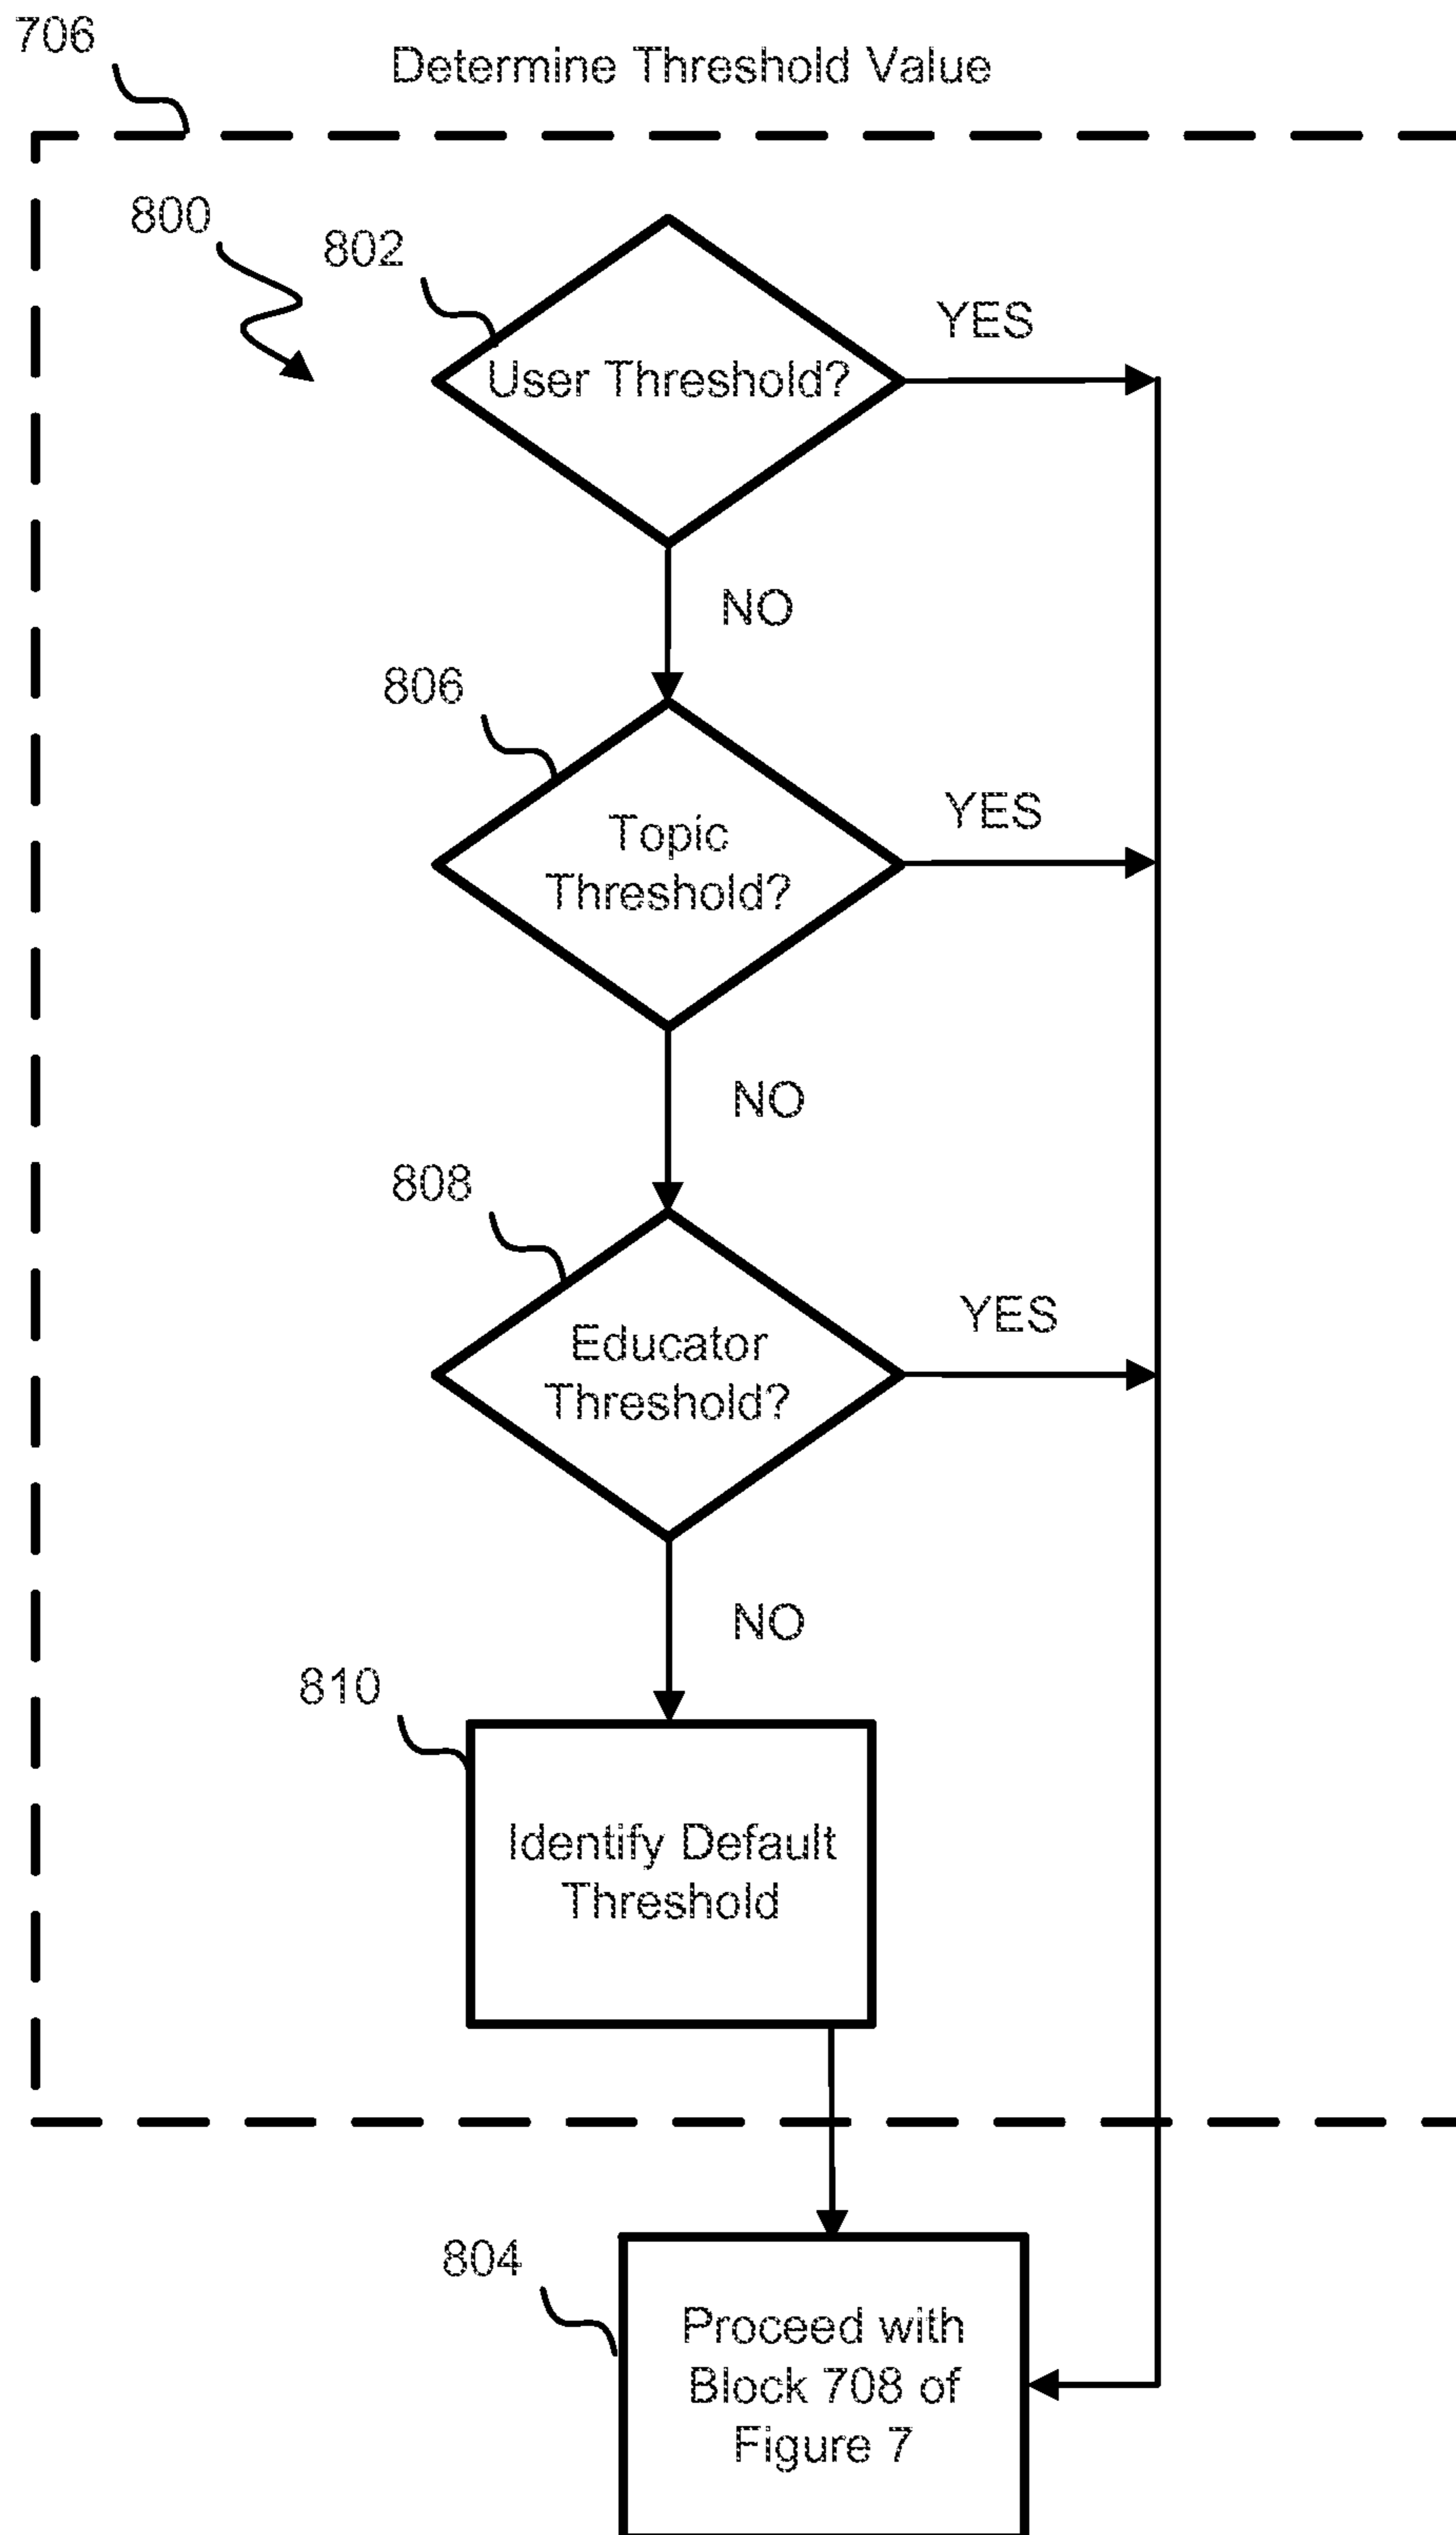 706
Determine Threshold Value
800
802
YES
User Threshold?
NO
806
YES
Topic
Threshold?
NO
808
YES
Educator
Threshold?
NO
810
Identify Default
Threshold
804
Proceed with
Block 708 of
Figure 7